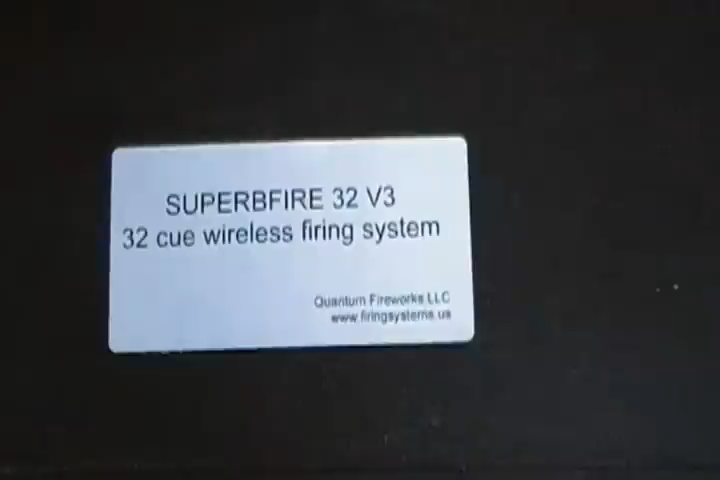 SUPERBFIRE 32 V3
32 cue wireless firing system
Quantum Fireworks LLC
www.firingsystems.us